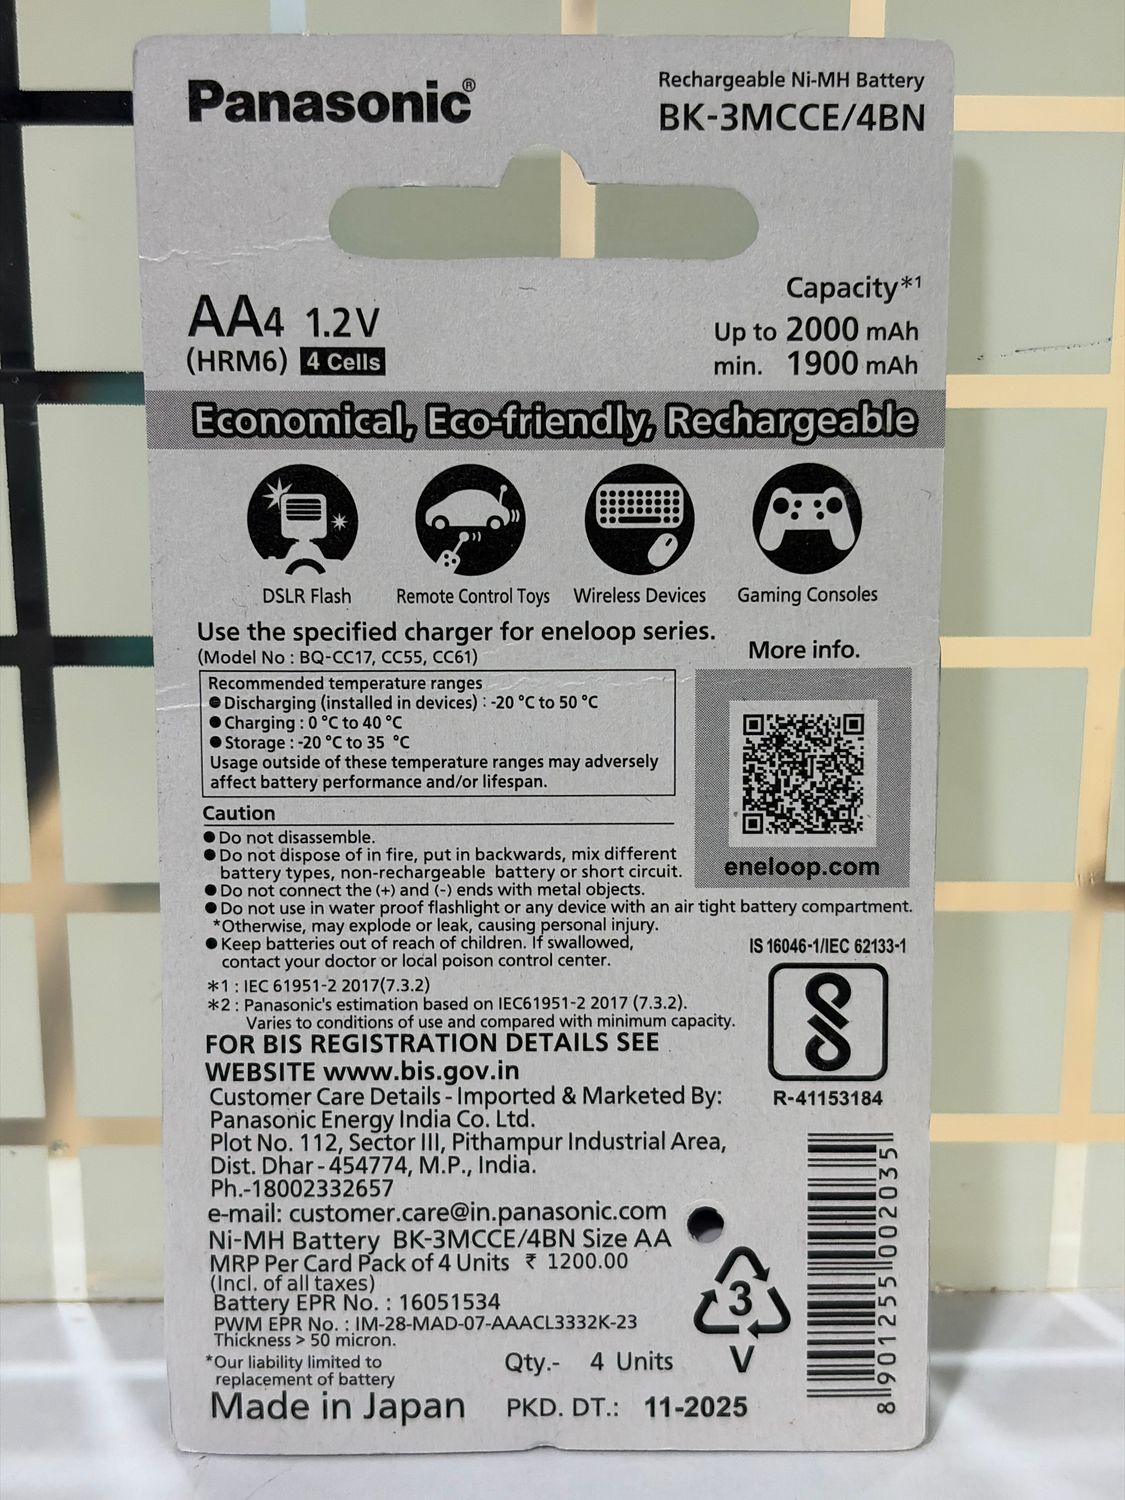 Panasonic®
Rechargeable Ni-MH Battery
BK-3MCCE/4BN
AA4 1.2V
(HRM6) 4 Cells
Capacity*1
Up to 2000 mAh
min. 1900 mAh
Economical, Eco-friendly, Rechargeable
DSLR Flash
Remote Control Toys
Wireless Devices
Gaming Consoles
Use the specified charger for eneloop series.
(Model No : BQ-CC17, CC55, CC61)
Recommended temperature ranges
● Discharging (installed in devices) : -20 °C to 50 °C
● Charging : 0 °C to 40 °C
● Storage : -20 °C to 35 °C
Usage outside of these temperature ranges may adversely
affect battery performance and/or lifespan.
More info.
eneloop.com
Caution
● Do not disassemble.
● Do not dispose of in fire, put in backwards, mix different
battery types, non-rechargeable battery or short circuit.
● Do not connect the (+) and (-) ends with metal objects.
● Do not use in water proof flashlight or any device with an air tight battery compartment.
*Otherwise, may explode or leak, causing personal injury.
● Keep batteries out of reach of children. If swallowed,
contact your doctor or local poison control center.
*1 : IEC 61951-2 2017(7.3.2)
*2 : Panasonic's estimation based on IEC61951-2 2017 (7.3.2).
Varies to conditions of use and compared with minimum capacity.
IS 16046-1/IEC 62133-1
R-41153184
FOR BIS REGISTRATION DETAILS SEE
WEBSITE www.bis.gov.in
Customer Care Details - Imported & Marketed By:
Panasonic Energy India Co. Ltd.
Plot No. 112, Sector III, Pithampur Industrial Area,
Dist. Dhar - 454774, M.P., India.
Ph.-18002332657
e-mail: customer.care@in.panasonic.com
Ni-MH Battery BK-3MCCE/4BN Size AA
MRP Per Card Pack of 4 Units ₹ 1200.00
(Incl. of all taxes)
Battery EPR No. : 16051534
PWM EPR No. : IM-28-MAD-07-AAACL3332K-23
Thickness > 50 micron.
*Our liability limited to
replacement of battery
Qty.- 4 Units
3
V
8 901255 002035
Made in Japan
PKD. DT.: 11-2025